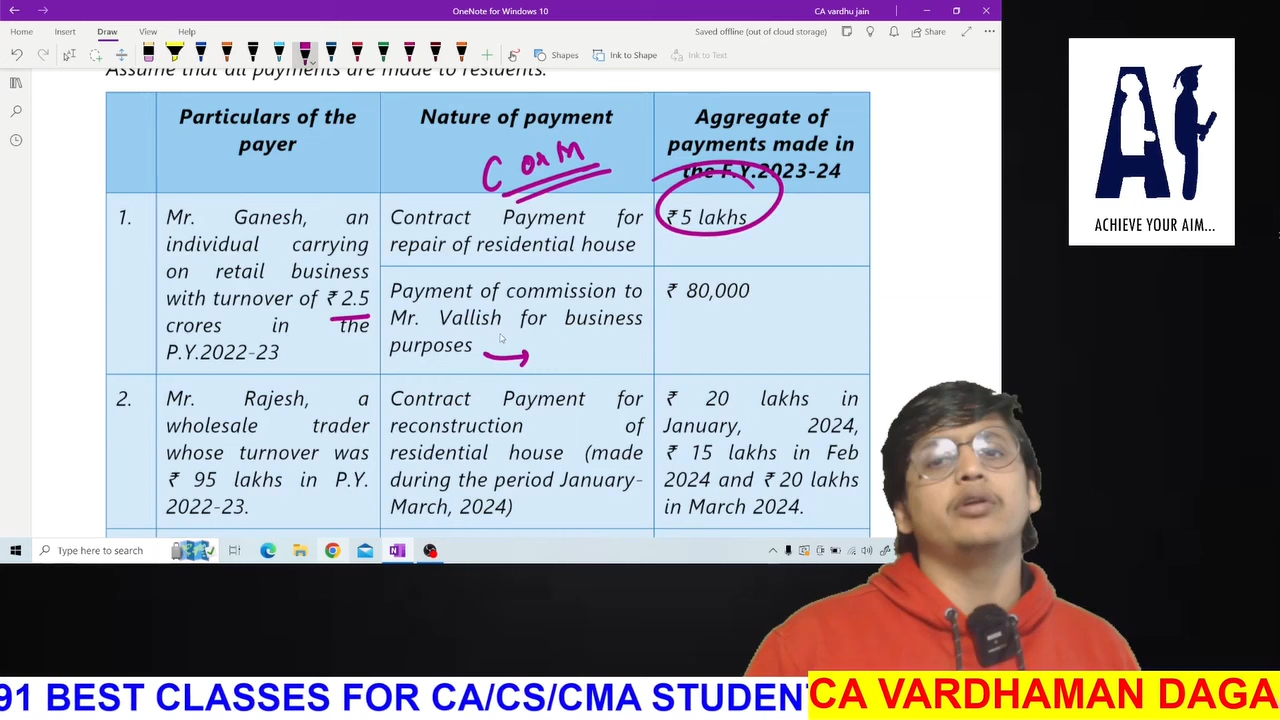 OneNote for Windows 10
CA vardhu jain
Home
Insert
Draw
View
Help
Saved offline (out of cloud storage)
Share
Shapes
Ink to Shape
Ink to Text
Assume that all payments are made to residents.
Particulars of the
payer
Nature of payment
Aggregate of
payments made in
the F.Y.2023-24
C or M
1.
Mr. Ganesh, an
individual carrying
on retail business
with turnover of ₹ 2.5
crores in the
P.Y.2022-23
Contract Payment for
repair of residential house
₹ 5 lakhs
Payment of commission to
Mr. Vallish for business
purposes
₹ 80,000
2.
Mr. Rajesh, a
wholesale trader
whose turnover was
₹ 95 lakhs in P.Y.
2022-23.
Contract Payment for
reconstruction of
residential house (made
during the period January-
March, 2024)
₹ 20 lakhs in
January, 2024,
₹ 15 lakhs in Feb
2024 and ₹ 20 lakhs
in March 2024.
Type here to search
AI
ACHIEVE YOUR AIM...
91 BEST CLASSES FOR CA/CS/CMA STUDEN
CA VARDHAMAN DAGA